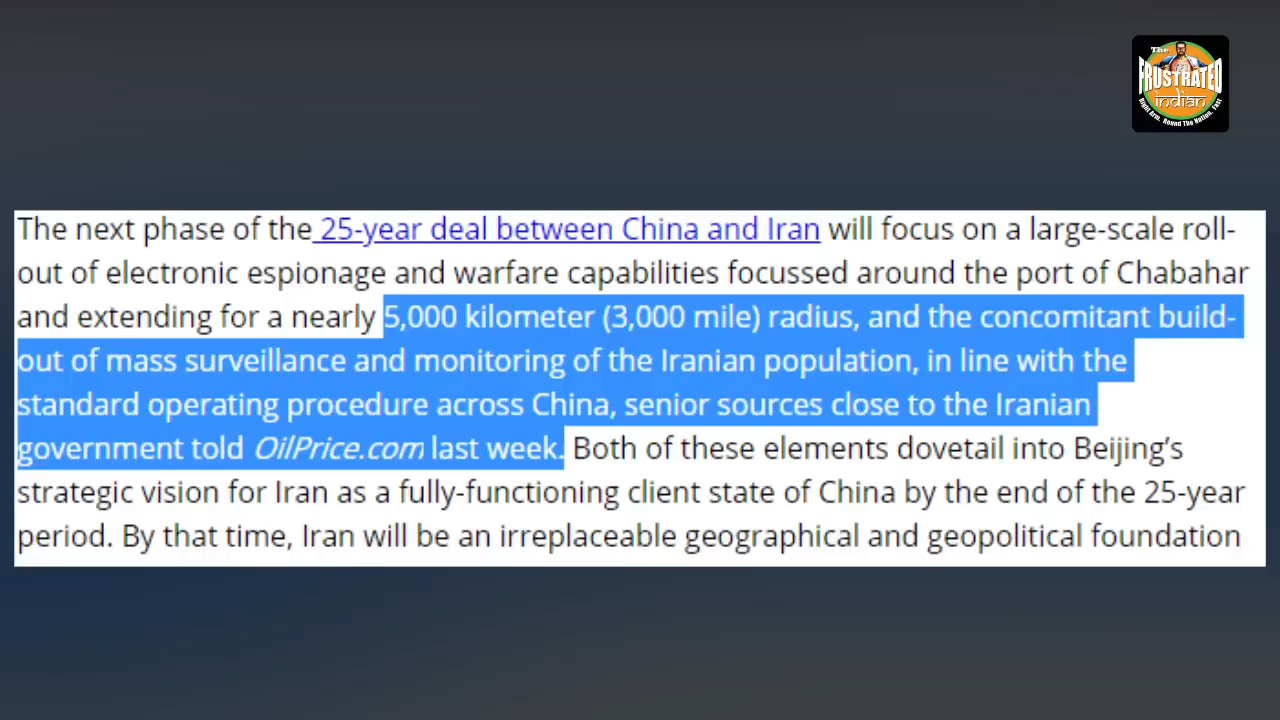 The
FRUSTRATED
indian
Right Arm. Round The Nation. Fast
The next phase of the 25-year deal between China and Iran will focus on a large-scale roll-
out of electronic espionage and warfare capabilities focussed around the port of Chabahar
and extending for a nearly 5,000 kilometer (3,000 mile) radius, and the concomitant build-
out of mass surveillance and monitoring of the Iranian population, in line with the
standard operating procedure across China, senior sources close to the Iranian
government told OilPrice.com last week. Both of these elements dovetail into Beijing’s
strategic vision for Iran as a fully-functioning client state of China by the end of the 25-year
period. By that time, Iran will be an irreplaceable geographical and geopolitical foundation